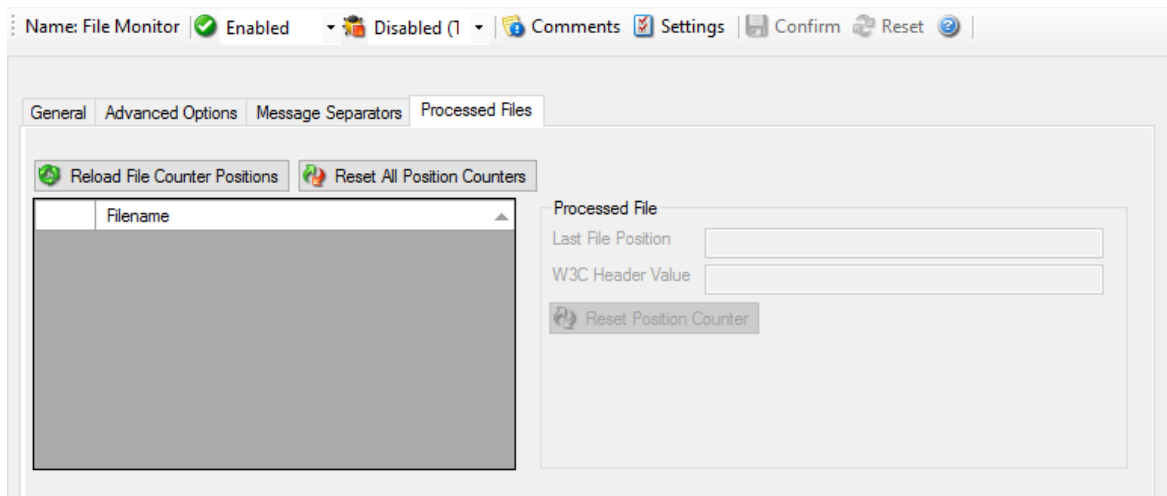 Name: File Monitor Enabled Disabled (T Comments Settings Confirm Reset
General Advanced Options Message Separators Processed Files
Reload File Counter Positions Reset All Position Counters
Filename
Processed File
Last File Position
W3C Header Value
Reset Position Counter